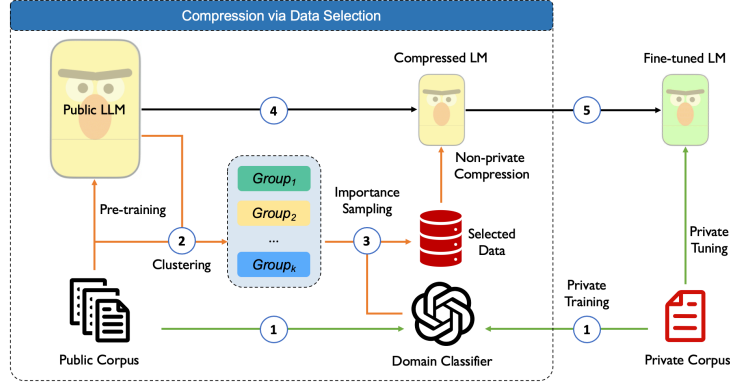 Compression via Data Selection
Compressed LM
Fine-tuned LM
Public LLM
4
5
Pre-training
Group1
Group2
...
Groupk
Importance
Sampling
Non-private
Compression
2
3
Clustering
Selected
Data
Private
Tuning
Private
Training
1
1
Public Corpus
Domain Classifier
Private Corpus